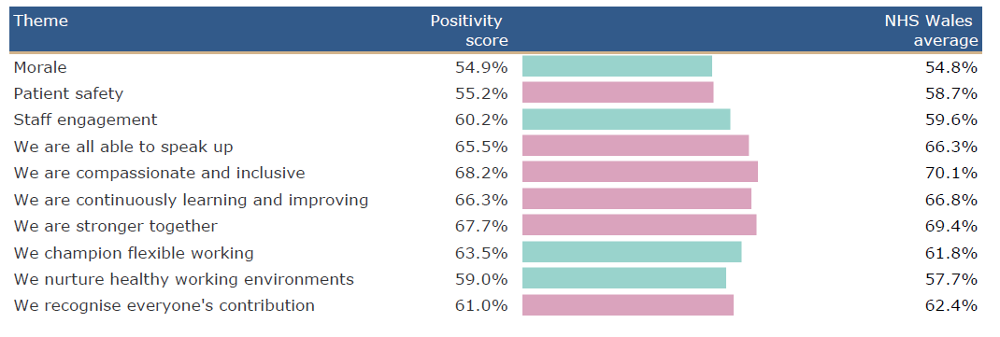 Theme Positivity score NHS Wales average
Morale 54.9% 54.8%
Patient safety 55.2% 58.7%
Staff engagement 60.2% 59.6%
We are all able to speak up 65.5% 66.3%
We are compassionate and inclusive 68.2% 70.1%
We are continuously learning and improving 66.3% 66.8%
We are stronger together 67.7% 69.4%
We champion flexible working 63.5% 61.8%
We nurture healthy working environments 59.0% 57.7%
We recognise everyone's contribution 61.0% 62.4%